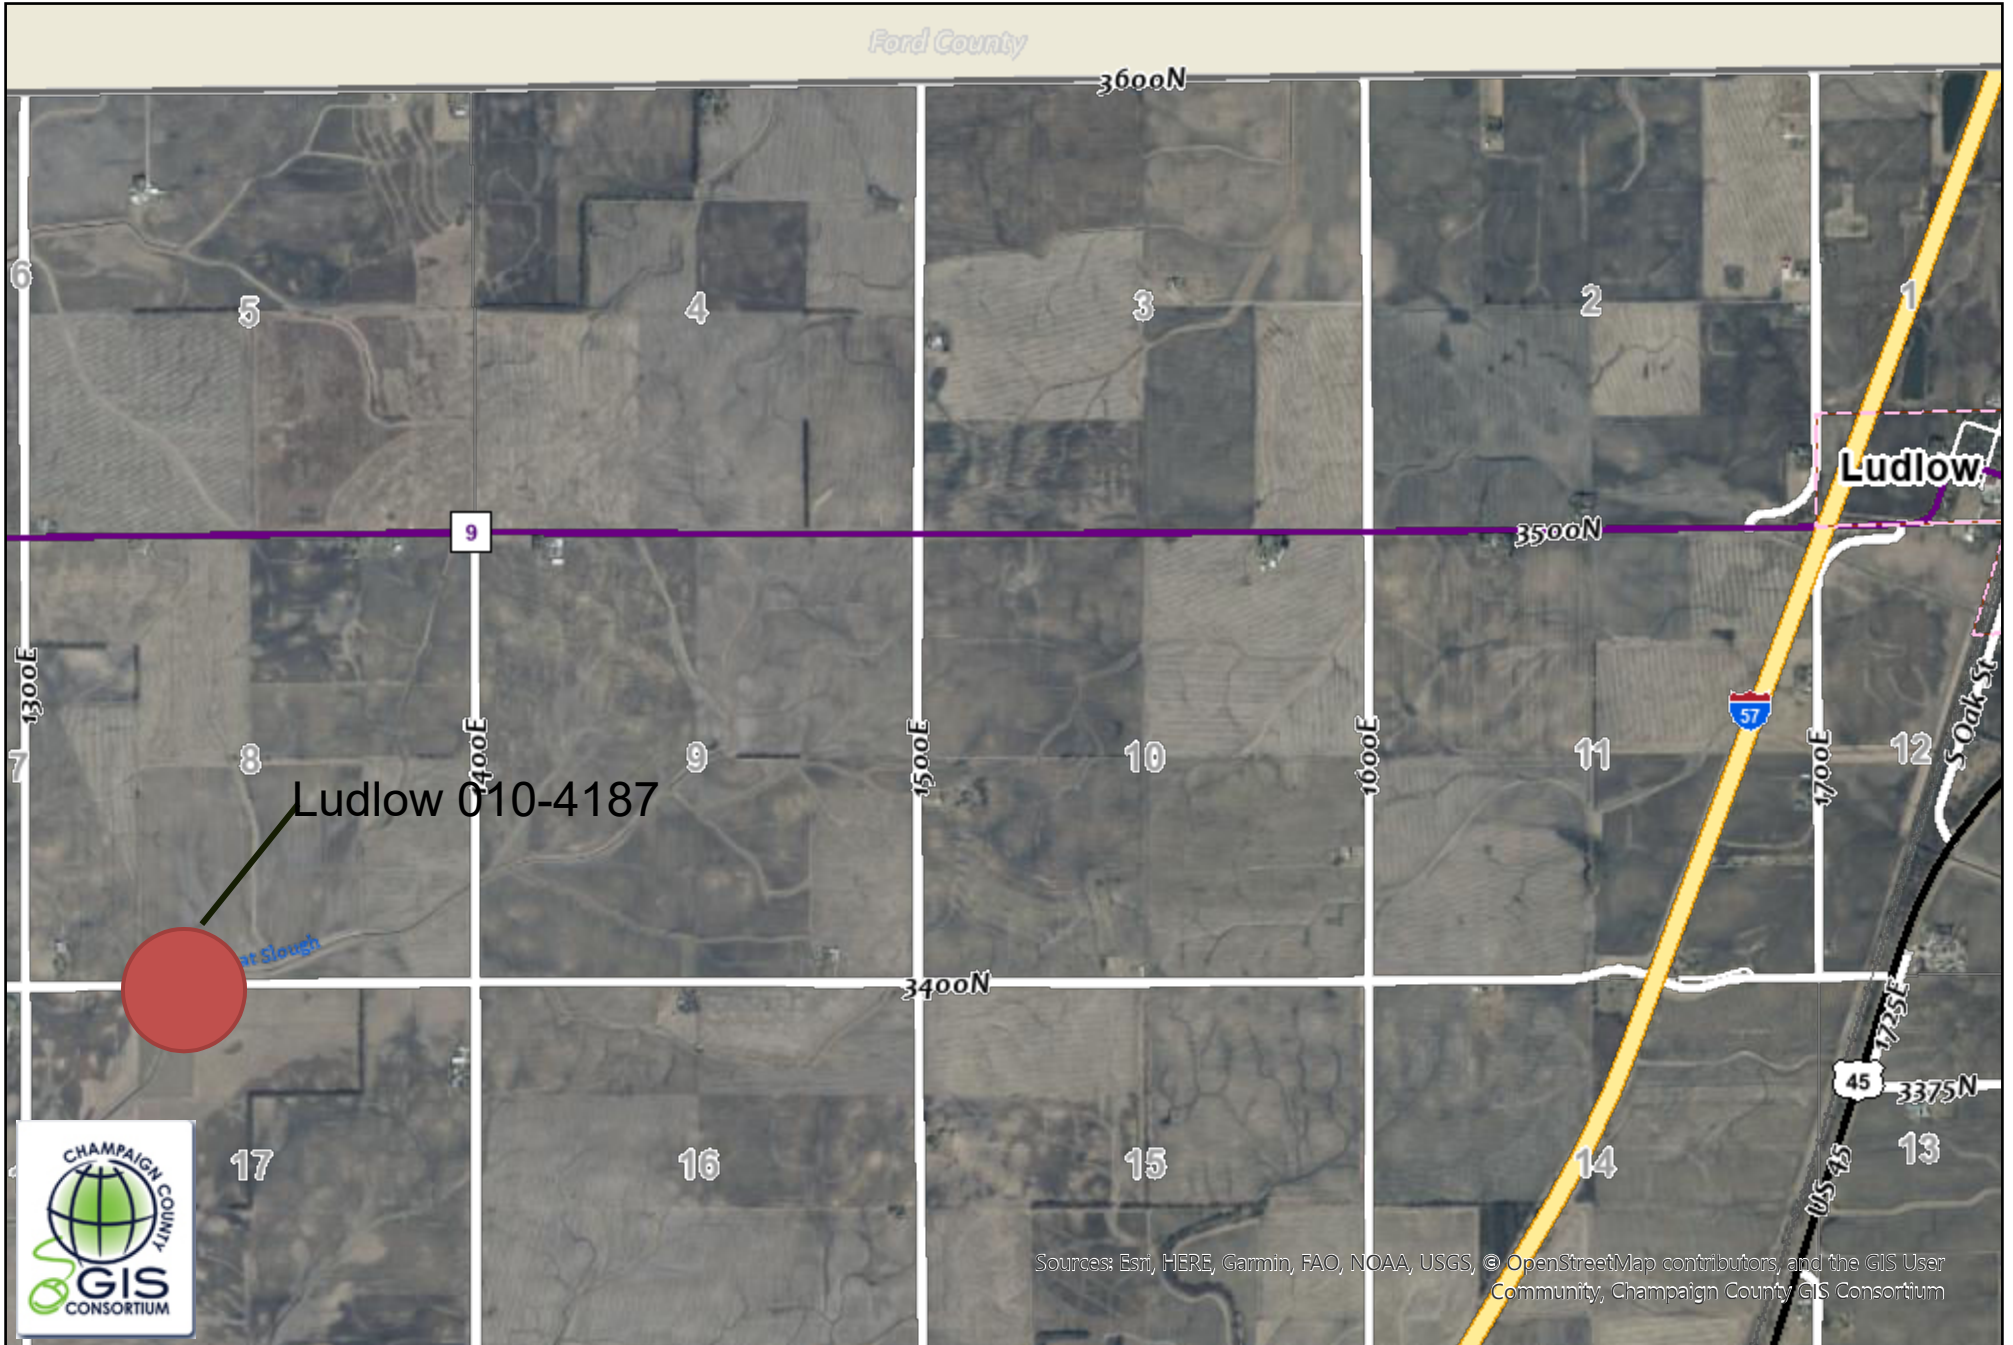 Ford County
3600N
6
5
4
3
2
1
Ludlow
9
3500N
1300E
1400E
1500E
1600E
1700E
57
S Oak St
7
8
9
10
11
12
Ludlow 010-4187
at Slough
3400N
1725E
45
3375N
US 45
17
16
15
14
13
CHAMPAIGN COUNTY
GIS
CONSORTIUM
Sources: Esri, HERE, Garmin, FAO, NOAA, USGS, © OpenStreetMap contributors, and the GIS User
Community, Champaign County GIS Consortium